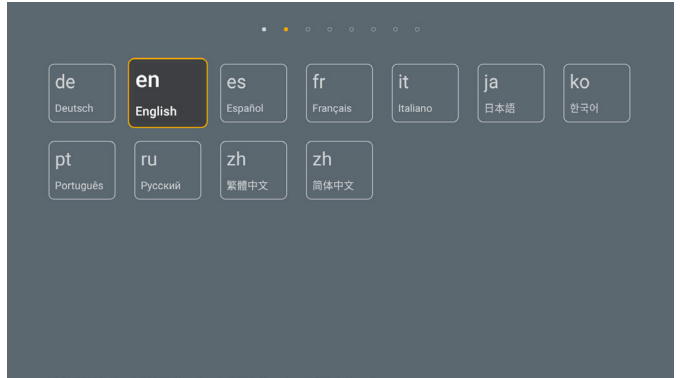 de
Deutsch
en
English
es
Español
fr
Français
it
Italiano
ja
日本語
ko
한국어
pt
Português
ru
Русский
zh
繁體中文
zh
简体中文